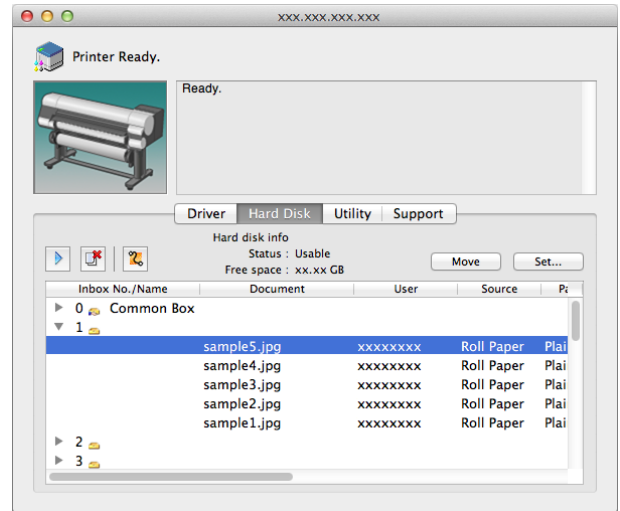 xxx.xxx.xxx.xxx
Printer Ready.
Ready.
Driver Hard Disk Utility Support
Hard disk info
Status : Usable
Free space : xx.xx GB
Move Set...
Inbox No./Name Document User Source Pa
0 Common Box
1
sample5.jpg xxxxxxxx Roll Paper Plai
sample4.jpg xxxxxxxx Roll Paper Plai
sample3.jpg xxxxxxxx Roll Paper Plai
sample2.jpg xxxxxxxx Roll Paper Plai
sample1.jpg xxxxxxxx Roll Paper Plai
2
3